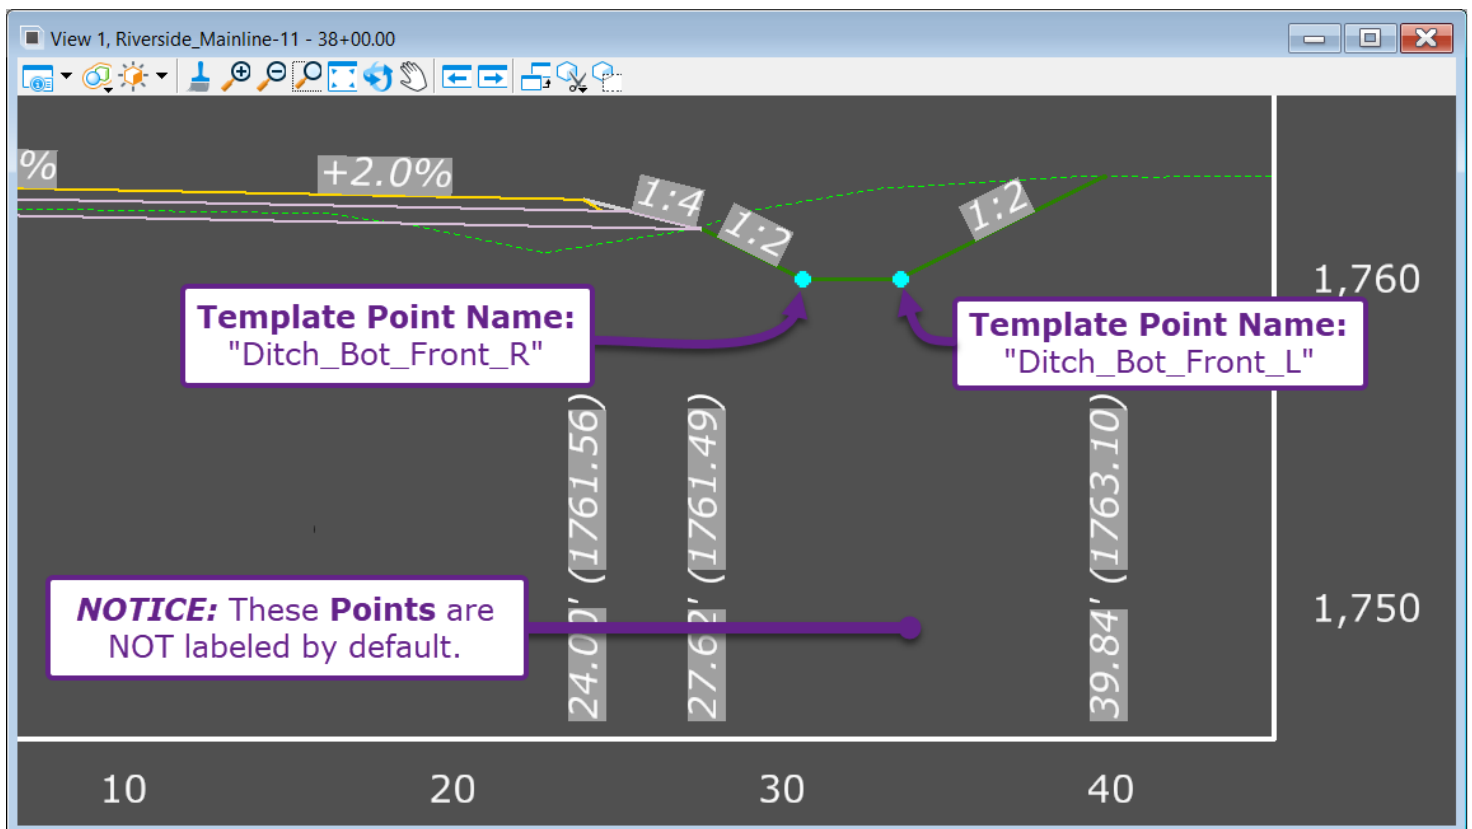 View 1, Riverside_Mainline-11 - 38+00.00
%
+2.0%
1:4
1:2
1:2
1,760
Template Point Name:
"Ditch_Bot_Front_R"
Template Point Name:
"Ditch_Bot_Front_L"
24.00' (1761.56)
27.62' (1761.49)
39.84' (1763.10)
NOTICE: These Points are
NOT labeled by default.
1,750
10 20 30 40